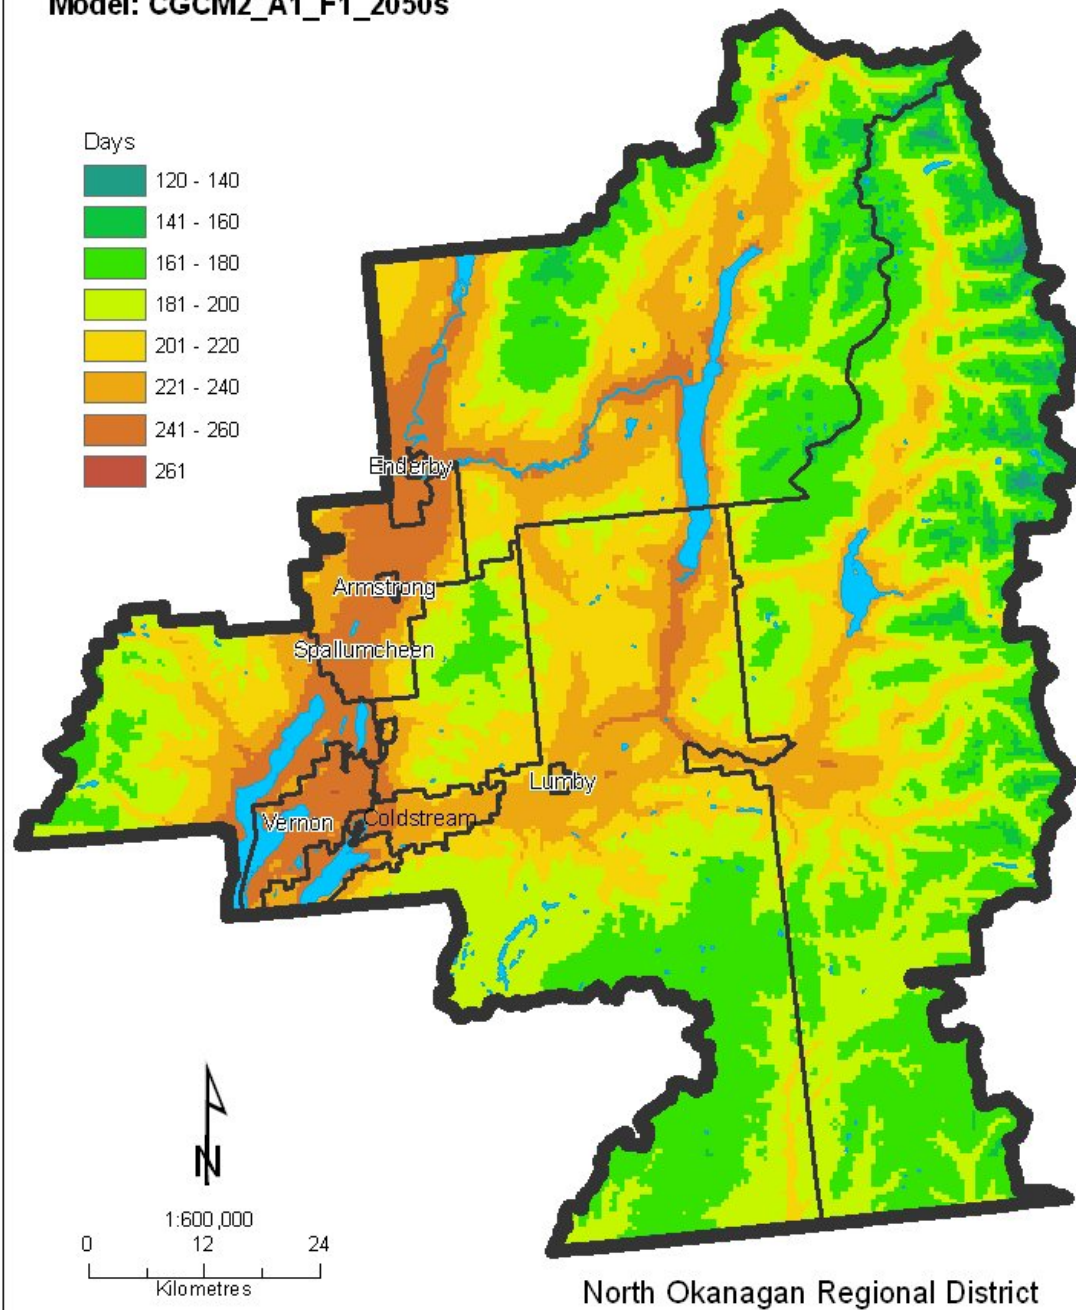 Model: CGCM2_A1_F1_2050s
Days
120 - 140
141 - 160
161 - 180
181 - 200
201 - 220
221 - 240
241 - 260
261
Enderby
Armstrong
Spallumcheen
Lumby
Vernon
Coldstream
N
1:600,000
0 12 24
Kilometres
North Okanagan Regional District